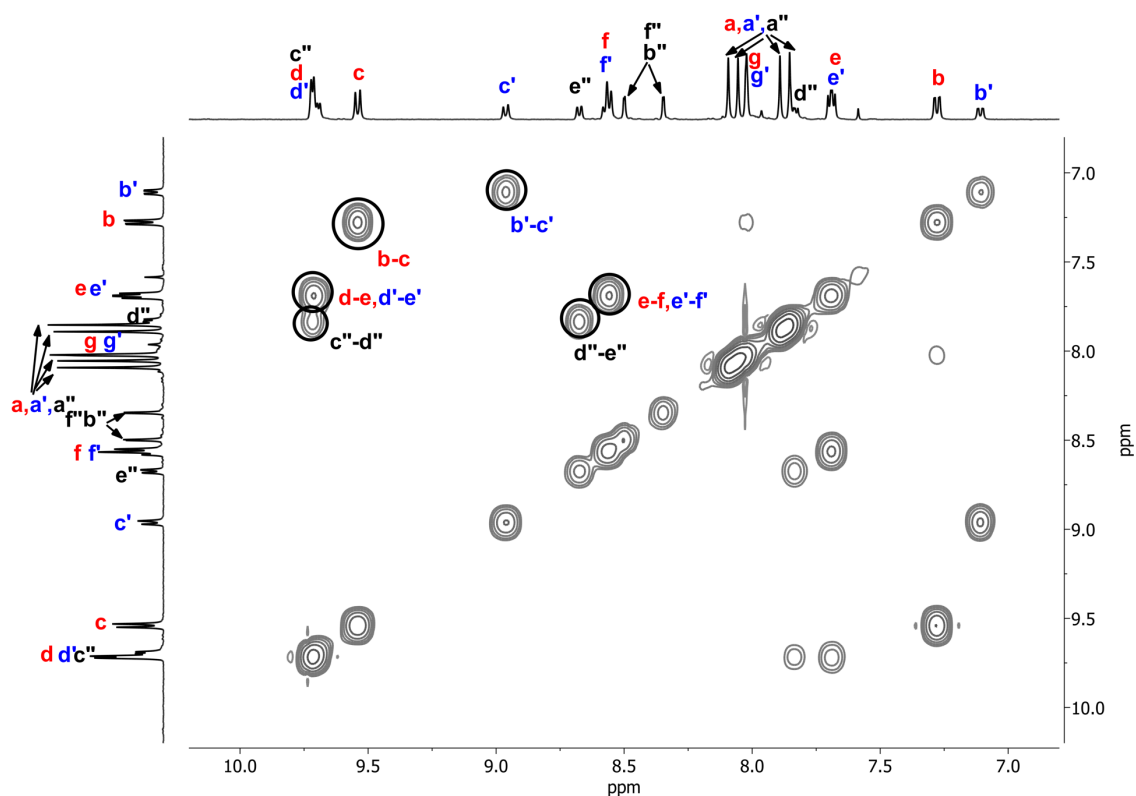 f" a,a',a"
c" f b" g e
d c c' e" f' g' d" e' b b'
d'
b' 7.0
b b'-c'
b-c
e e' d-e,d'-e' e-f,e'-f' 7.5
d" c"-d" d"-e"
g g' 8.0
a,a',a"
f"b"
f f' 8.5
e"
c' 9.0
c 9.5
d d'c"
10.0
ppm
10.0 9.5 9.0 8.5 8.0 7.5 7.0
ppm